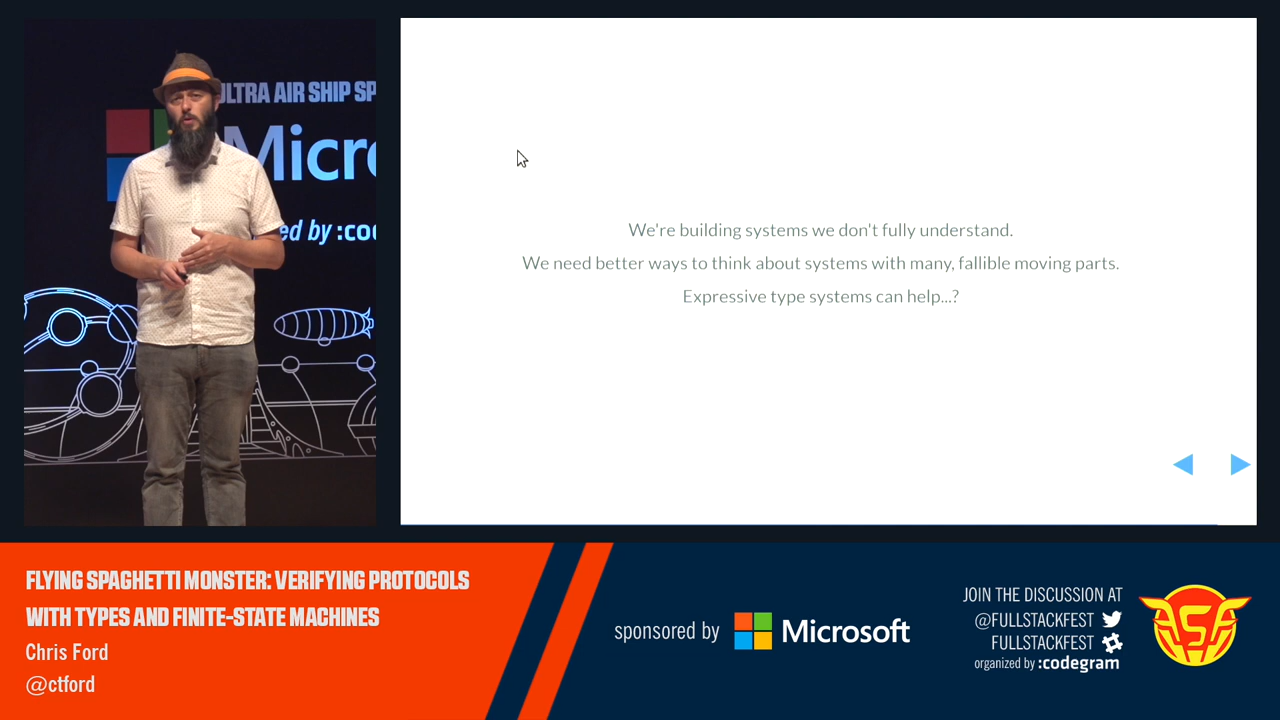 ULTRA AIR SHIP SP
Micro
ed by :co
We're building systems we don't fully understand.
We need better ways to think about systems with many, fallible moving parts.
Expressive type systems can help...?
FLYING SPAGHETTI MONSTER: VERIFYING PROTOCOLS
WITH TYPES AND FINITE-STATE MACHINES
Chris Ford
@ctford
sponsored by Microsoft
JOIN THE DISCUSSION AT
@FULLSTACKFEST
FULLSTACKFEST
organized by :codegram
FSF